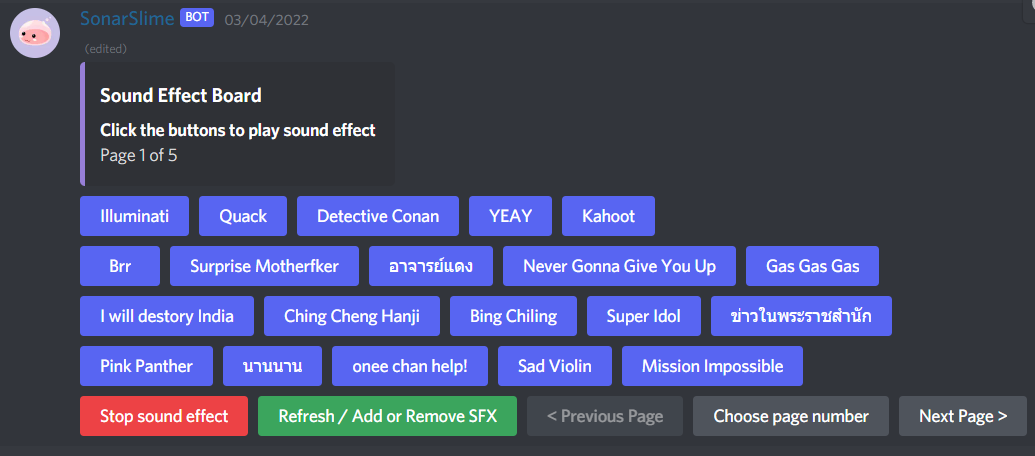 SonarSlime BOT 03/04/2022
(edited)
Sound Effect Board
Click the buttons to play sound effect
Page 1 of 5
Illuminati Quack Detective Conan YEAY Kahoot
Brr Surprise Motherfker อาจารย์แดง Never Gonna Give You Up Gas Gas Gas
I will destory India Ching Cheng Hanji Bing Chiling Super Idol ข่าวในพระราชสำนัก
Pink Panther นานนาน onee chan help! Sad Violin Mission Impossible
Stop sound effect Refresh / Add or Remove SFX < Previous Page Choose page number Next Page >